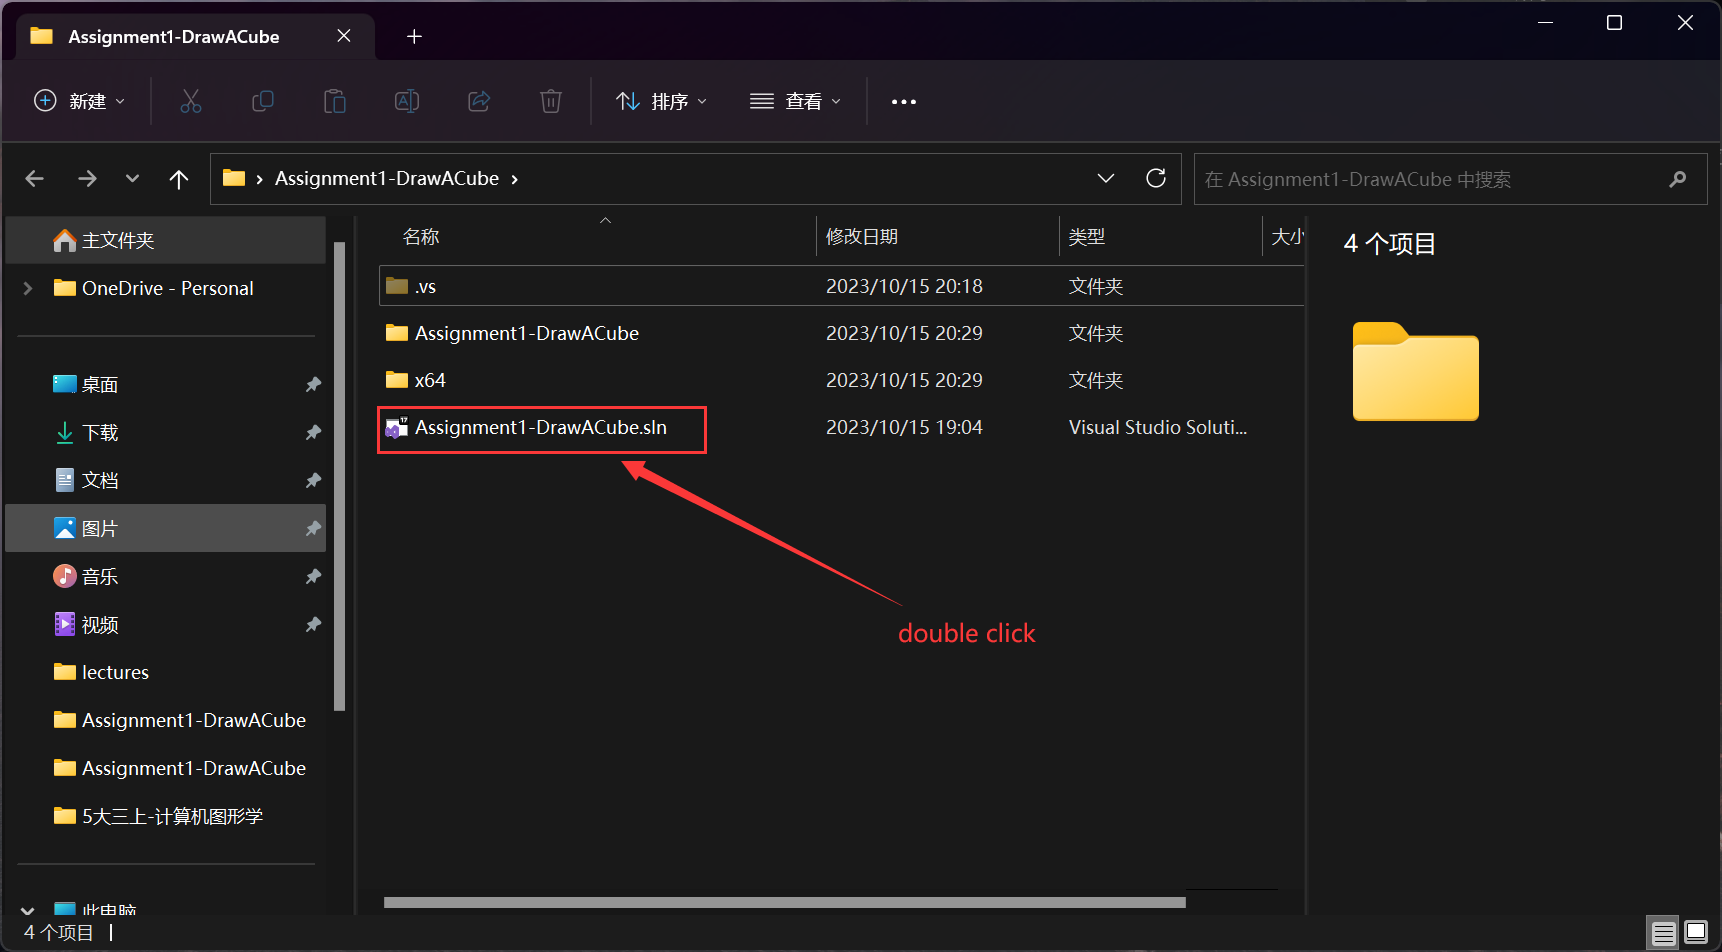 Assignment1-DrawACube
新建
排序
查看
Assignment1-DrawACube
在 Assignment1-DrawACube 中搜索
主文件夹
OneDrive - Personal
桌面
下载
文档
图片
音乐
视频
lectures
Assignment1-DrawACube
Assignment1-DrawACube
5大三上-计算机图形学
此电脑
名称 修改日期 类型 大小
.vs 2023/10/15 20:18 文件夹
Assignment1-DrawACube 2023/10/15 20:29 文件夹
x64 2023/10/15 20:29 文件夹
Assignment1-DrawACube.sln 2023/10/15 19:04 Visual Studio Soluti...
double click
4 个项目
4 个项目